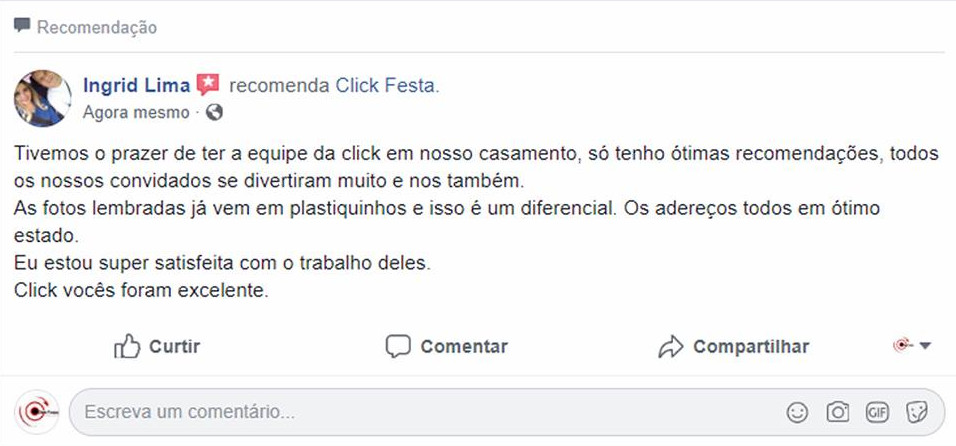 Recomendação
Ingrid Lima recomenda Click Festa.
Agora mesmo ·
Tivemos o prazer de ter a equipe da click em nosso casamento, só tenho ótimas recomendações, todos
os nossos convidados se divertiram muito e nos também.
As fotos lembradas já vem em plastiquinhos e isso é um diferencial. Os adereços todos em ótimo
estado.
Eu estou super satisfeita com o trabalho deles.
Click vocês foram excelente.
Curtir Comentar Compartilhar
Escreva um comentário... GIF